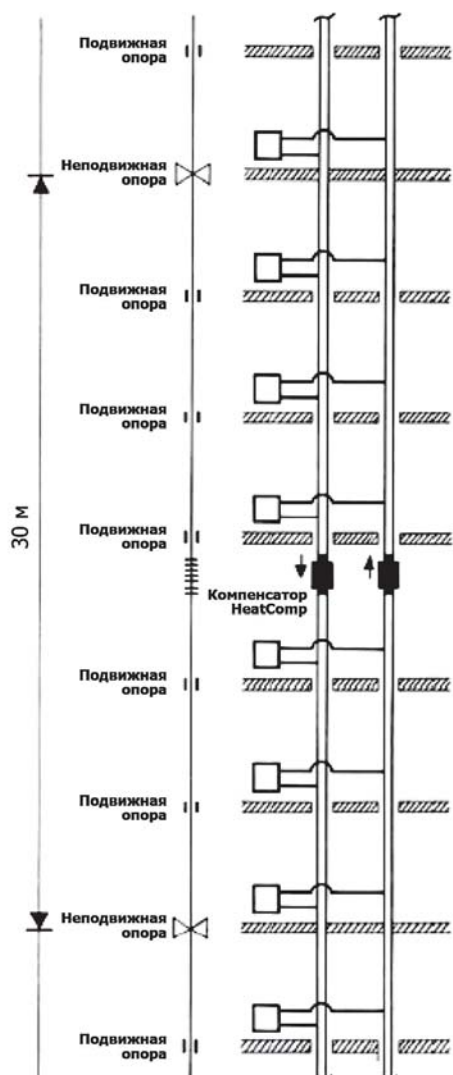 Подвижная
опора
Неподвижная
опора
Подвижная
опора
Подвижная
опора
30 м
Подвижная
опора
Компенсатор
HeatComp
Подвижная
опора
Подвижная
опора
Неподвижная
опора
Подвижная
опора